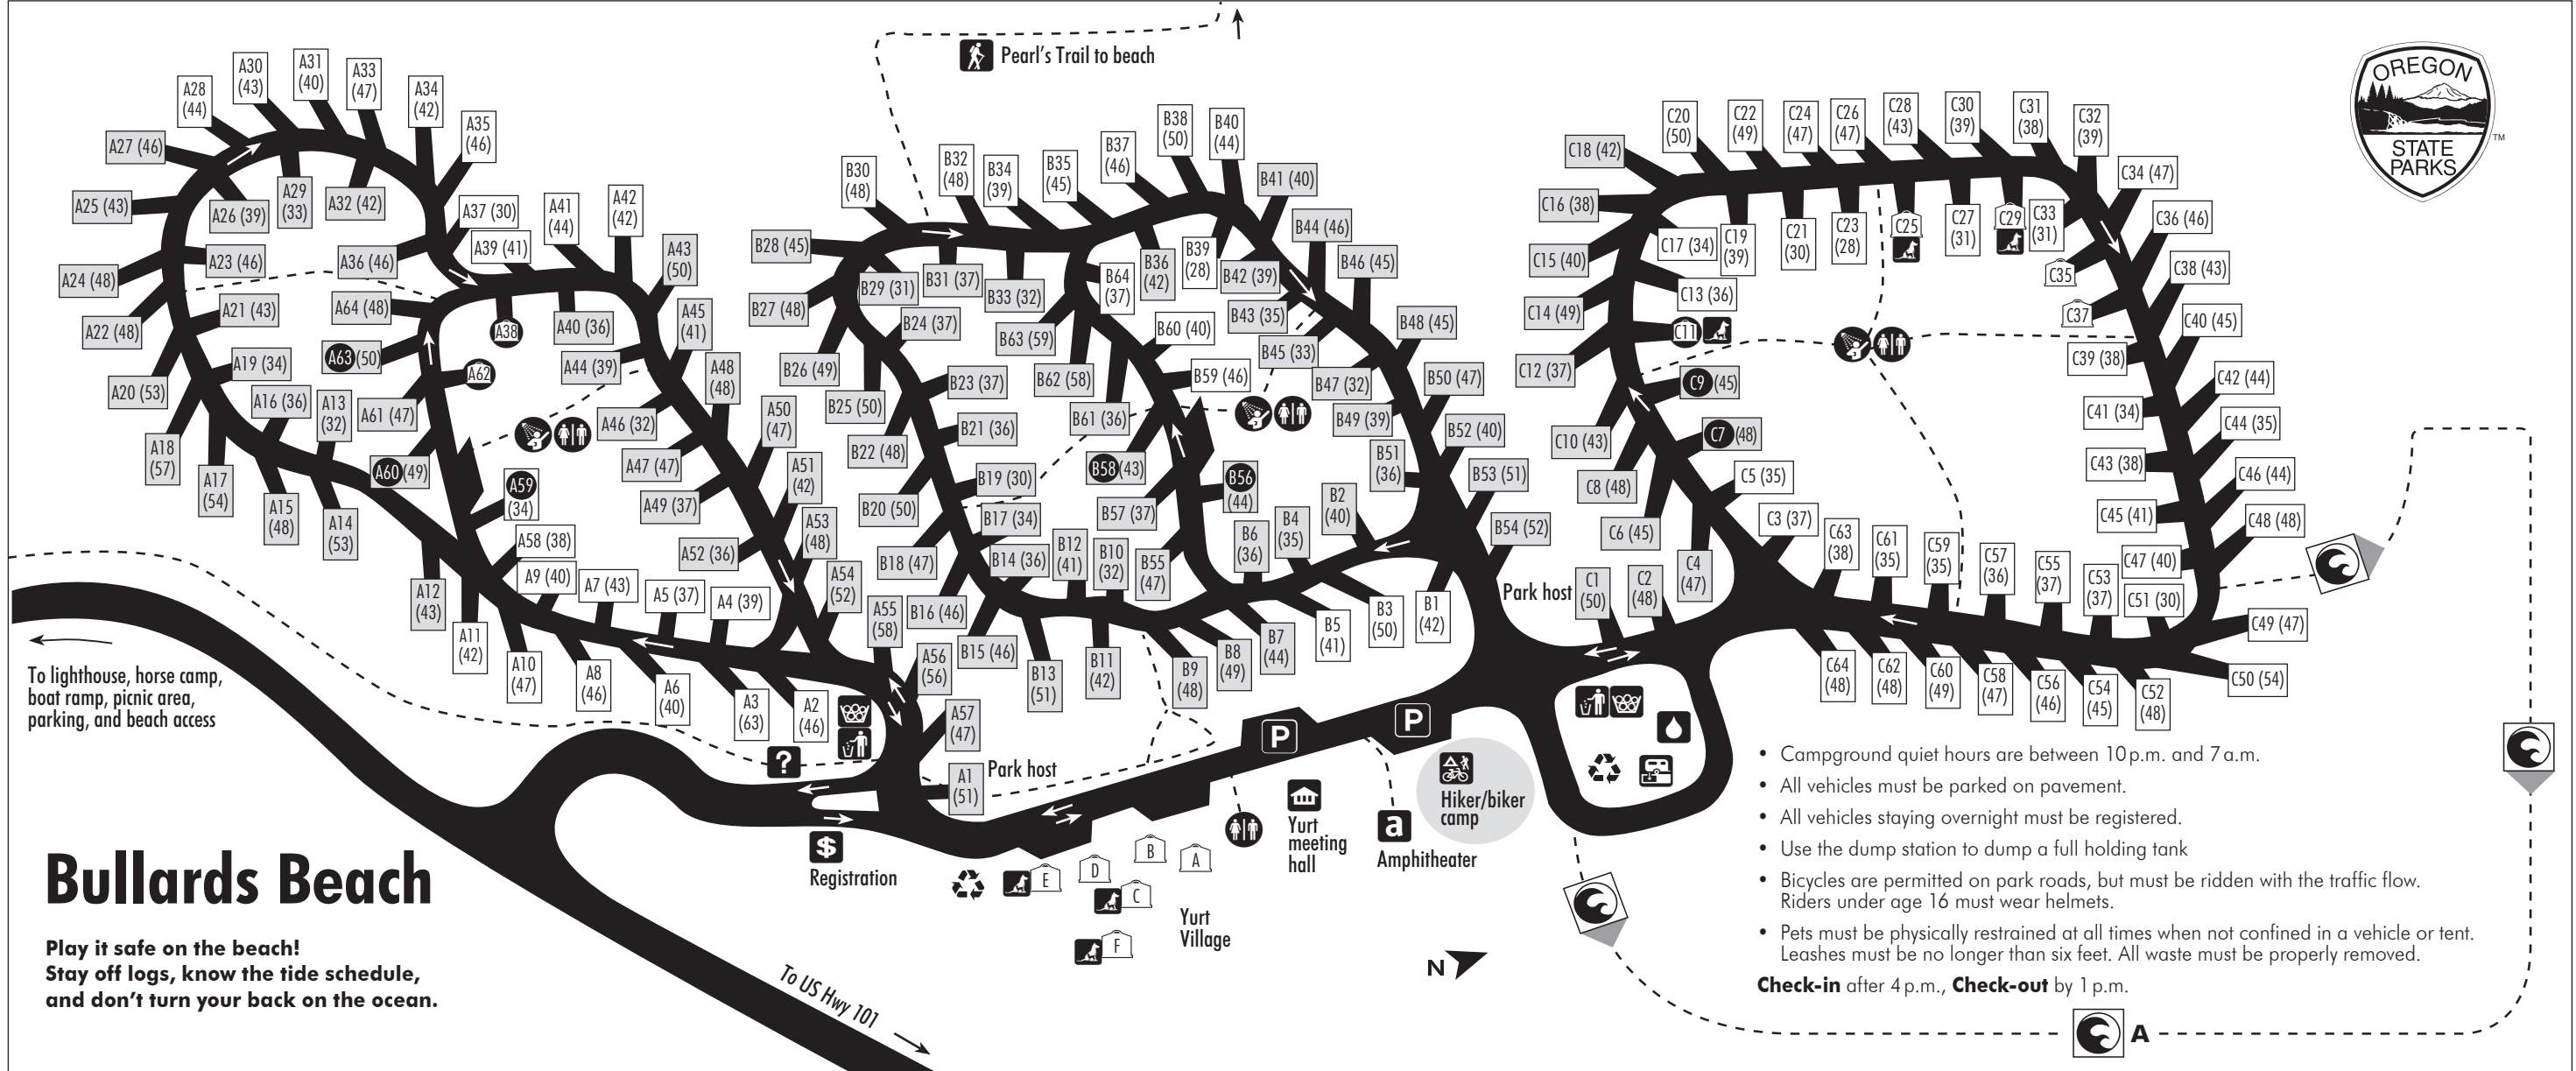 Pearl's Trail to beach
OREGON
STATE
PARKS
TM
A28
(44)
A30
(43)
A31
(40)
A33
(47)
A34
(42)
A35
(46)
A27 (46)
A25 (43)
A26 (39)
A29
(33)
A32 (42)
A37 (30)
A39 (41)
A41
(44)
A42
(42)
A43
(50)
A24 (48)
A23 (46)
A36 (46)
A22 (48)
A21 (43)
A64 (48)
A38
A40 (36)
A45
(41)
A63 (50)
A62
A44 (39)
A48
(48)
A20 (53)
A19 (34)
A16 (36)
A13
(32)
A61 (47)
A46 (32)
A50
(47)
A18
(57)
A17
(54)
A15
(48)
A14
(53)
A60 (49)
A59
(34)
A47 (47)
A49 (37)
A51
(42)
A52 (36)
A53
(48)
A54
(52)
A58 (38)
A9 (40)
A7 (43)
A5 (37)
A4 (39)
A12
(43)
A11
(42)
A10
(47)
A8
(46)
A6
(40)
A3
(63)
A2
(46)
A55
(58)
A56
(56)
A57
(47)
A1
(51)
Park host
B30
(48)
B32
(48)
B34
(39)
B35
(45)
B37
(46)
B38
(50)
B40
(44)
B41 (40)
B28 (45)
B44 (46)
B46 (45)
B27 (48)
B29 (31)
B31 (37)
B33 (32)
B64
(37)
B36
(42)
B39
(28)
B42 (39)
B43 (35)
B24 (37)
B63 (59)
B60 (40)
B45 (33)
B48 (45)
B26 (49)
B23 (37)
B62 (58)
B59 (46)
B47 (32)
B50 (47)
B25 (50)
B21 (36)
B61 (36)
B49 (39)
B52 (40)
B22 (48)
B19 (30)
B58 (43)
B56
(44)
B51
(36)
B53 (51)
B20 (50)
B17 (34)
B57 (37)
B2
(40)
B54 (52)
B18 (47)
B14 (36)
B12
(41)
B10
(32)
B55
(47)
B6
(36)
B4
(35)
B16 (46)
B15 (46)
B13
(51)
B11
(42)
B9
(48)
B8
(49)
B7
(44)
B5
(41)
B3
(50)
B1
(42)
C18 (42)
C20
(50)
C22
(49)
C24
(47)
C26
(47)
C28
(43)
C30
(39)
C31
(38)
C32
(39)
C34 (47)
C16 (38)
C17 (34)
C19
(39)
C21
(30)
C23
(28)
C25
C27
(31)
C29
C33
(31)
C36 (46)
C15 (40)
C13 (36)
C35
C38 (43)
C14 (49)
C11
C37
C40 (45)
C12 (37)
C9 (45)
C39 (38)
C42 (44)
C10 (43)
C7 (48)
C41 (34)
C44 (35)
C8 (48)
C5 (35)
C43 (38)
C46 (44)
C6 (45)
C3 (37)
C45 (41)
C48 (48)
C4
(47)
C63
(38)
C61
(35)
C59
(35)
C57
(36)
C55
(37)
C53
(37)
C47 (40)
C51 (30)
Park host
C1
(50)
C2
(48)
C49 (47)
C50 (54)
C64
(48)
C62
(48)
C60
(49)
C58
(47)
C56
(46)
C54
(45)
C52
(48)
To lighthouse, horse camp,
boat ramp, picnic area,
parking, and beach access
?
P
P
$
Registration
E
D
B
A
C
F
Yurt
Village
Yurt
meeting
hall
a
Amphitheater
Hiker/biker
camp
N
To US Hwy 101
Bullards Beach
Play it safe on the beach!
Stay off logs, know the tide schedule,
and don't turn your back on the ocean.
• Campground quiet hours are between 10 p.m. and 7 a.m.
• All vehicles must be parked on pavement.
• All vehicles staying overnight must be registered.
• Use the dump station to dump a full holding tank
• Bicycles are permitted on park roads, but must be ridden with the traffic flow.
Riders under age 16 must wear helmets.
• Pets must be physically restrained at all times when not confined in a vehicle or tent.
Leashes must be no longer than six feet. All waste must be properly removed.
Check-in after 4 p.m., Check-out by 1 p.m.
A